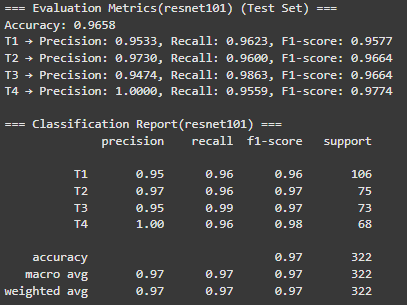 === Evaluation Metrics(resnet101) (Test Set) ===
Accuracy: 0.9658
T1 → Precision: 0.9533, Recall: 0.9623, F1-score: 0.9577
T2 → Precision: 0.9730, Recall: 0.9600, F1-score: 0.9664
T3 → Precision: 0.9474, Recall: 0.9863, F1-score: 0.9664
T4 → Precision: 1.0000, Recall: 0.9559, F1-score: 0.9774
=== Classification Report(resnet101) ===
precision recall f1-score support
T1 0.95 0.96 0.96 106
T2 0.97 0.96 0.97 75
T3 0.95 0.99 0.97 73
T4 1.00 0.96 0.98 68
accuracy 0.97 322
macro avg 0.97 0.97 0.97 322
weighted avg 0.97 0.97 0.97 322